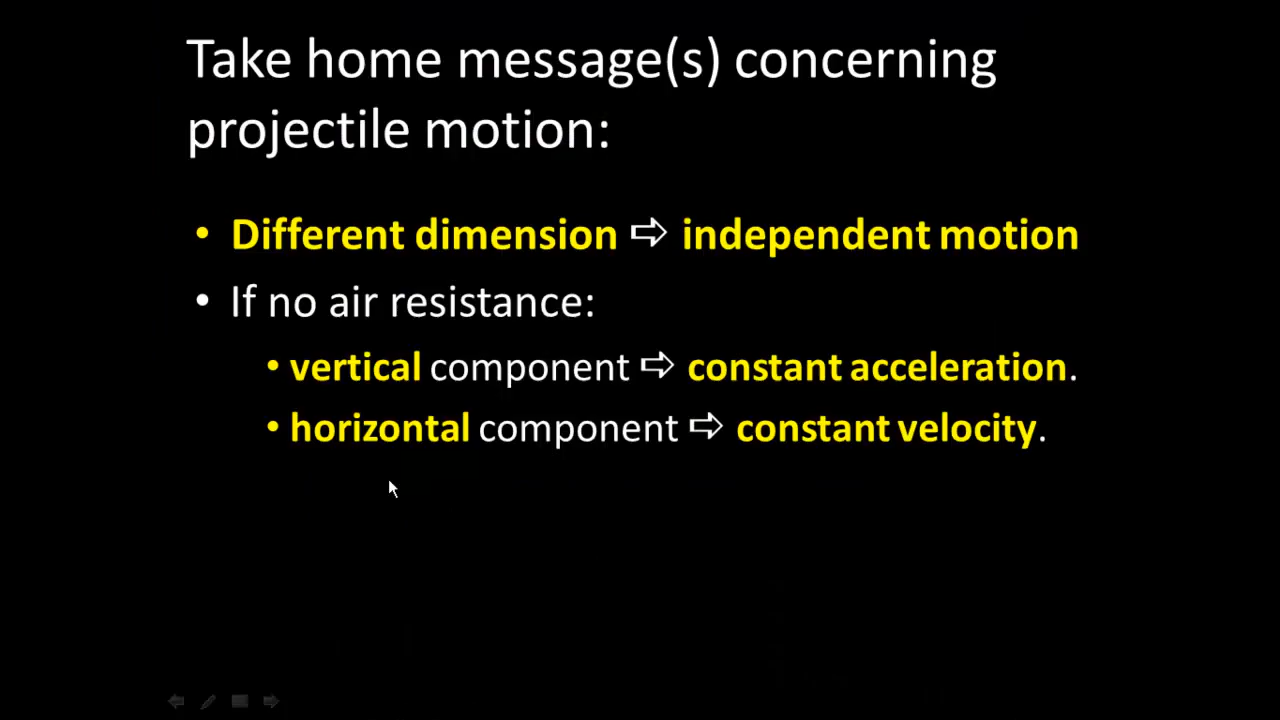 Take home message(s) concerning
projectile motion:
• Different dimension ⇨ independent motion
• If no air resistance:
• vertical component ⇨ constant acceleration.
• horizontal component ⇨ constant velocity.